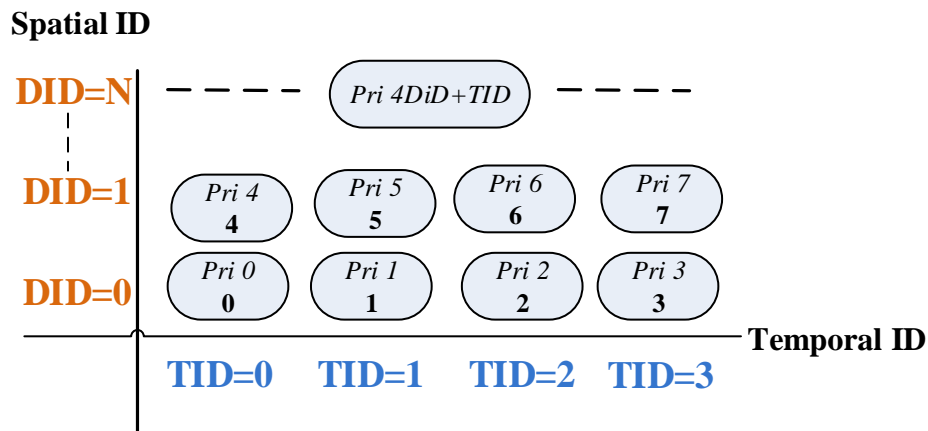 Spatial ID
DID=N
Pri 4DiD+TID
DID=1
Pri 4
4
Pri 5
5
Pri 6
6
Pri 7
7
DID=0
Pri 0
0
Pri 1
1
Pri 2
2
Pri 3
3
Temporal ID
TID=0 TID=1 TID=2 TID=3